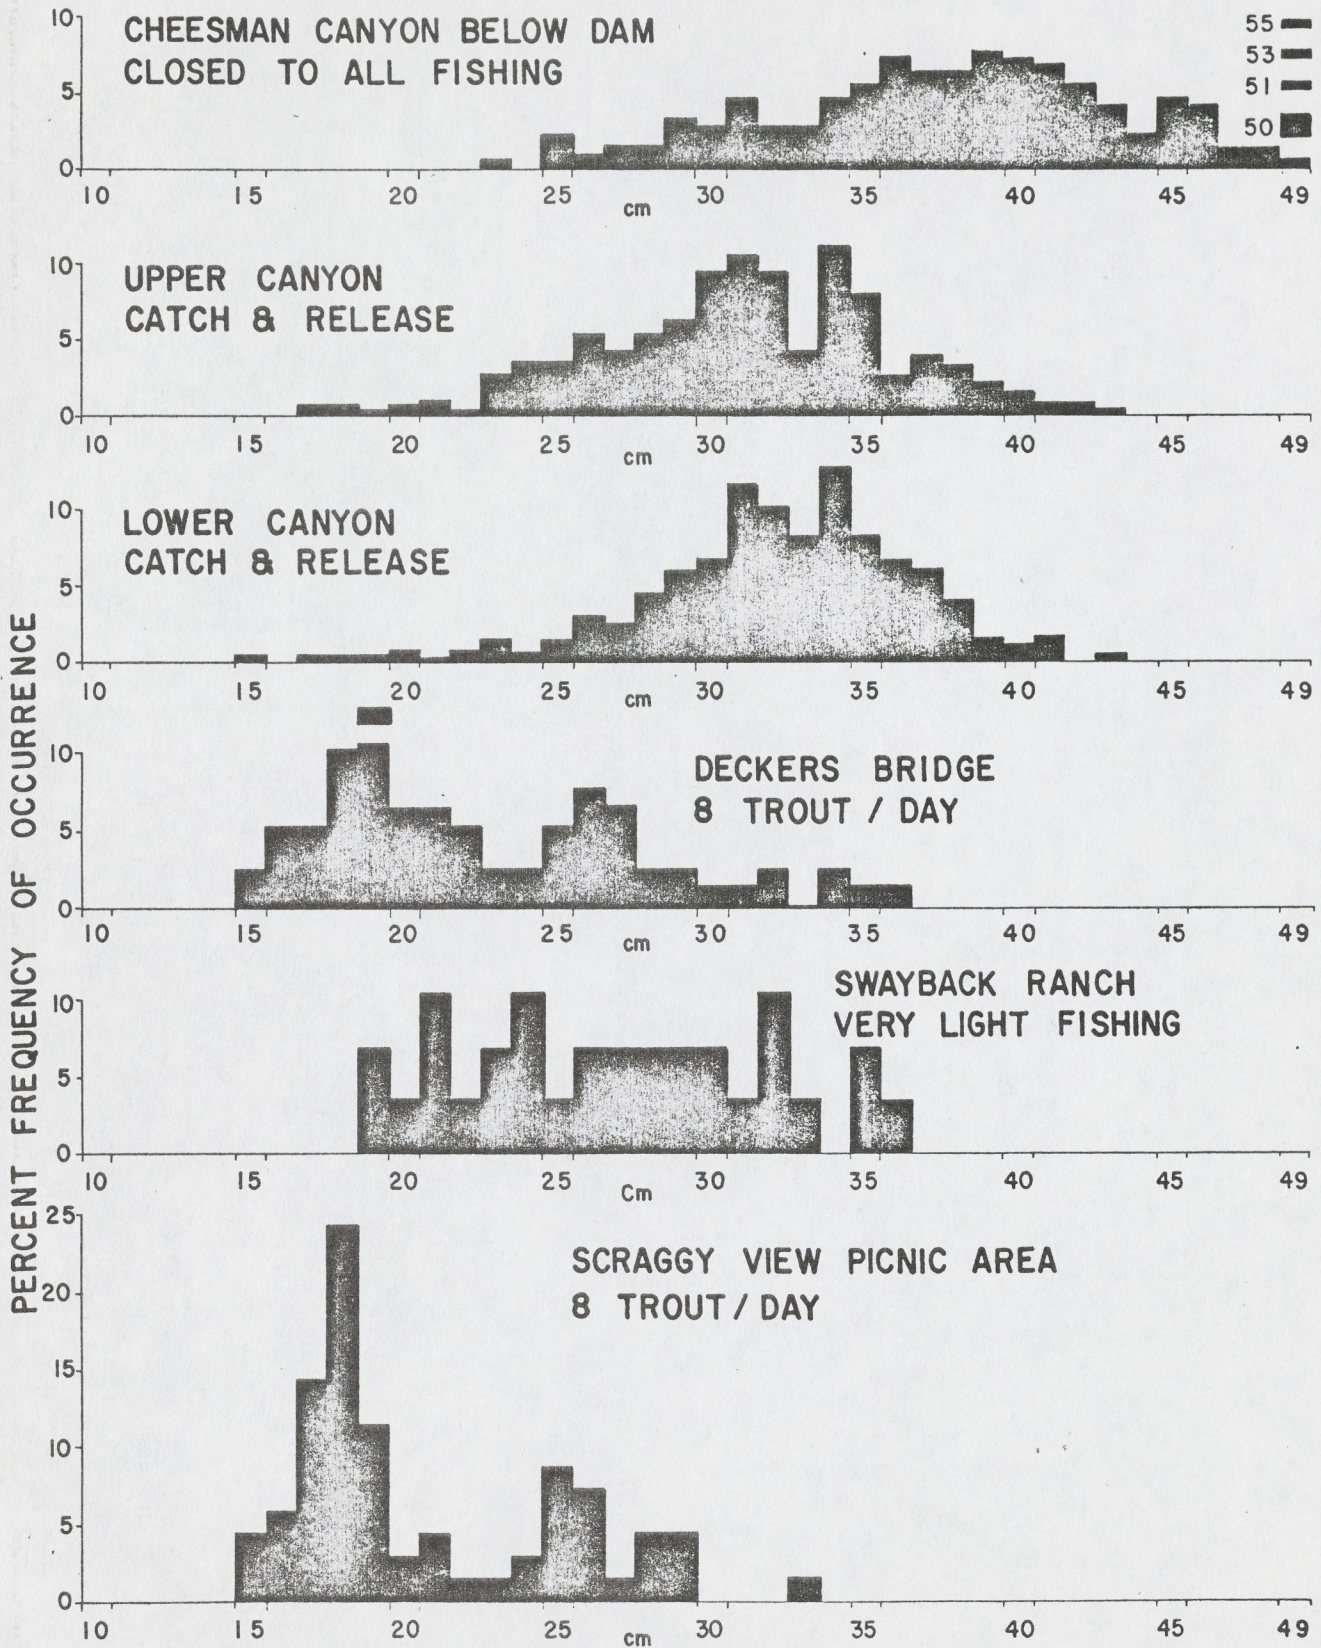 PERCENT FREQUENCY OF OCCURRENCE
CHEESMAN CANYON BELOW DAM
CLOSED TO ALL FISHING
10
5
0
55
53
51
50
10 15 20 25 cm 30 35 40 45 49
UPPER CANYON
CATCH & RELEASE
10
5
0
10 15 20 25 cm 30 35 40 45 49
LOWER CANYON
CATCH & RELEASE
10
5
0
10 15 20 25 cm 30 35 40 45 49
DECKERS BRIDGE
8 TROUT / DAY
10
5
0
10 15 20 25 cm 30 35 40 45 49
SWAYBACK RANCH
VERY LIGHT FISHING
10
5
0
10 15 20 25 Cm 30 35 40 45 49
SCRAGGY VIEW PICNIC AREA
8 TROUT / DAY
25
20
15
10
5
0
10 15 20 25 cm 30 35 40 45 49